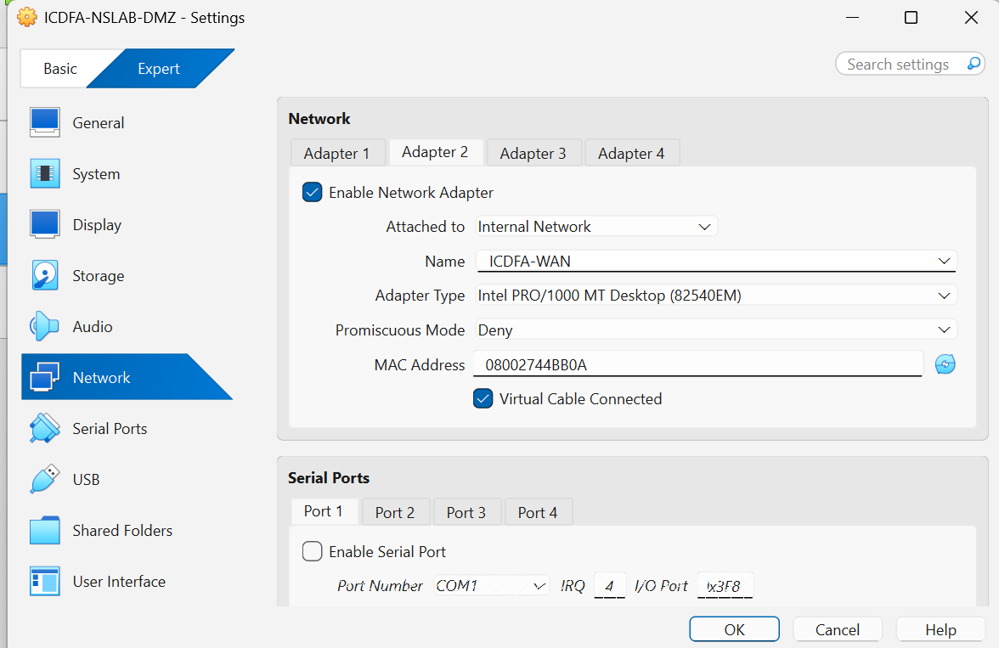 ICDFA-NSLAB-DMZ - Settings
Basic Expert Search settings
General
System
Display
Storage
Audio
Network
Serial Ports
USB
Shared Folders
User Interface
Network
Adapter 1 Adapter 2 Adapter 3 Adapter 4
Enable Network Adapter
Attached to Internal Network
Name ICDFA-WAN
Adapter Type Intel PRO/1000 MT Desktop (82540EM)
Promiscuous Mode Deny
MAC Address 08002744BB0A
Virtual Cable Connected
Serial Ports
Port 1 Port 2 Port 3 Port 4
Enable Serial Port
Port Number COM1 IRQ 4 I/O Port 0x3F8
OK Cancel Help